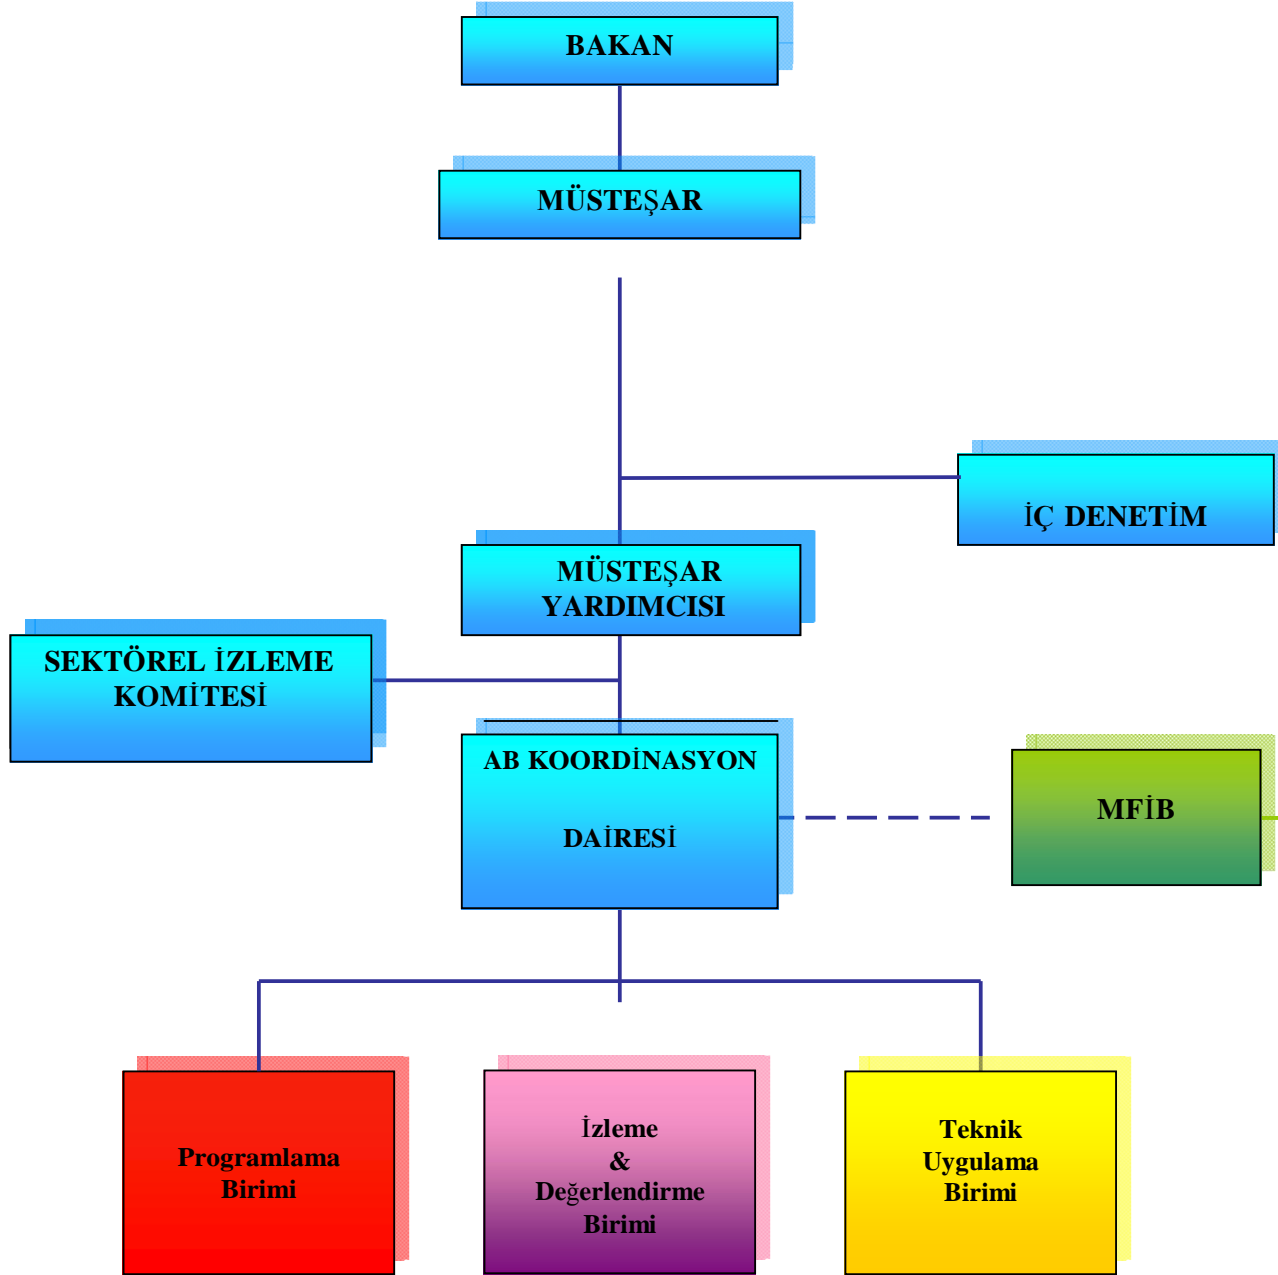 BAKAN
MÜSTEŞAR
İÇ DENETİM
MÜSTEŞAR
YARDIMCISI
SEKTÖREL İZLEME
KOMİTESİ
AB KOORDİNASYON
DAİRESİ
MFİB
Programlama
Birimi
İzleme
&
Değerlendirme
Birimi
Teknik
Uygulama
Birimi